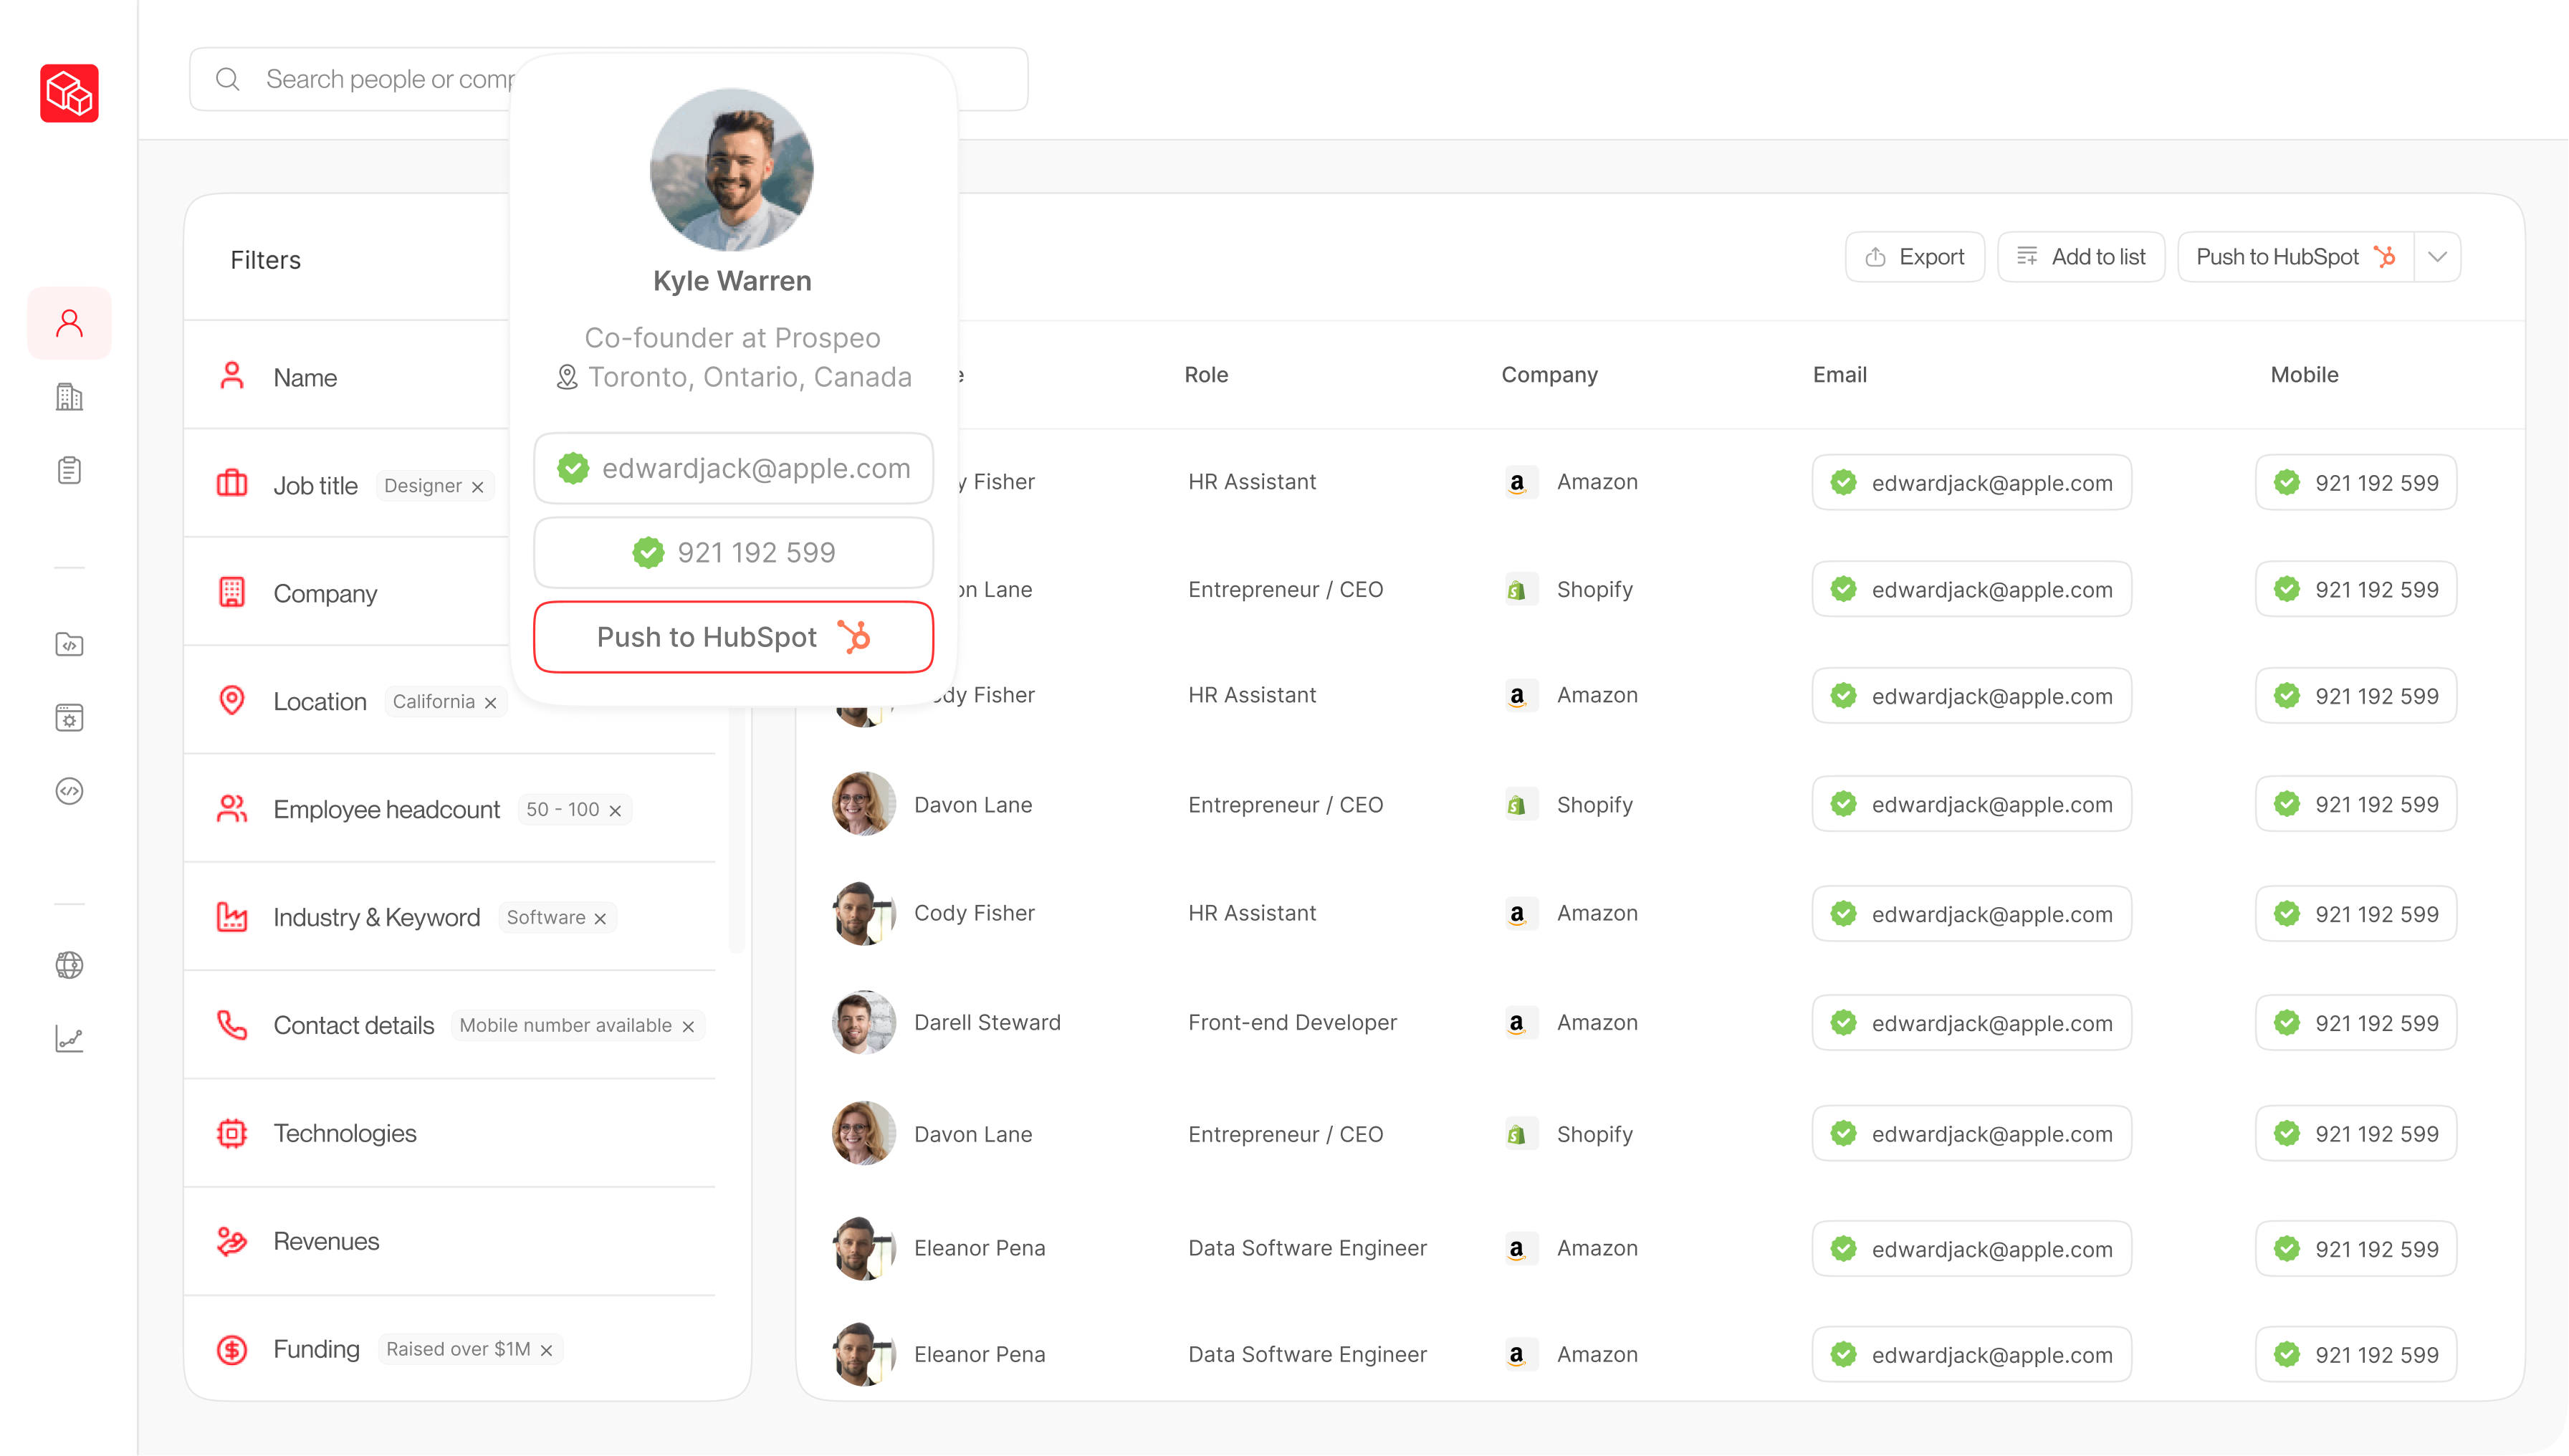 Search people or comp
Kyle Warren
Co-founder at Prospeo
Toronto, Ontario, Canada
edwardjack@apple.com
921 192 599
Push to HubSpot
Filters
Name
Job title Designer
Company
Location California
Employee headcount 50 - 100
Industry & Keyword Software
Contact details Mobile number available
Technologies
Revenues
Funding Raised over $1M
Export Add to list Push to HubSpot
Role Company Email Mobile
Fisher HR Assistant Amazon edwardjack@apple.com 921 192 599
Lane Entrepreneur / CEO Shopify edwardjack@apple.com 921 192 599
Fisher HR Assistant Amazon edwardjack@apple.com 921 192 599
Davon Lane Entrepreneur / CEO Shopify edwardjack@apple.com 921 192 599
Cody Fisher HR Assistant Amazon edwardjack@apple.com 921 192 599
Darell Steward Front-end Developer Amazon edwardjack@apple.com 921 192 599
Davon Lane Entrepreneur / CEO Shopify edwardjack@apple.com 921 192 599
Eleanor Pena Data Software Engineer Amazon edwardjack@apple.com 921 192 599
Eleanor Pena Data Software Engineer Amazon edwardjack@apple.com 921 192 599